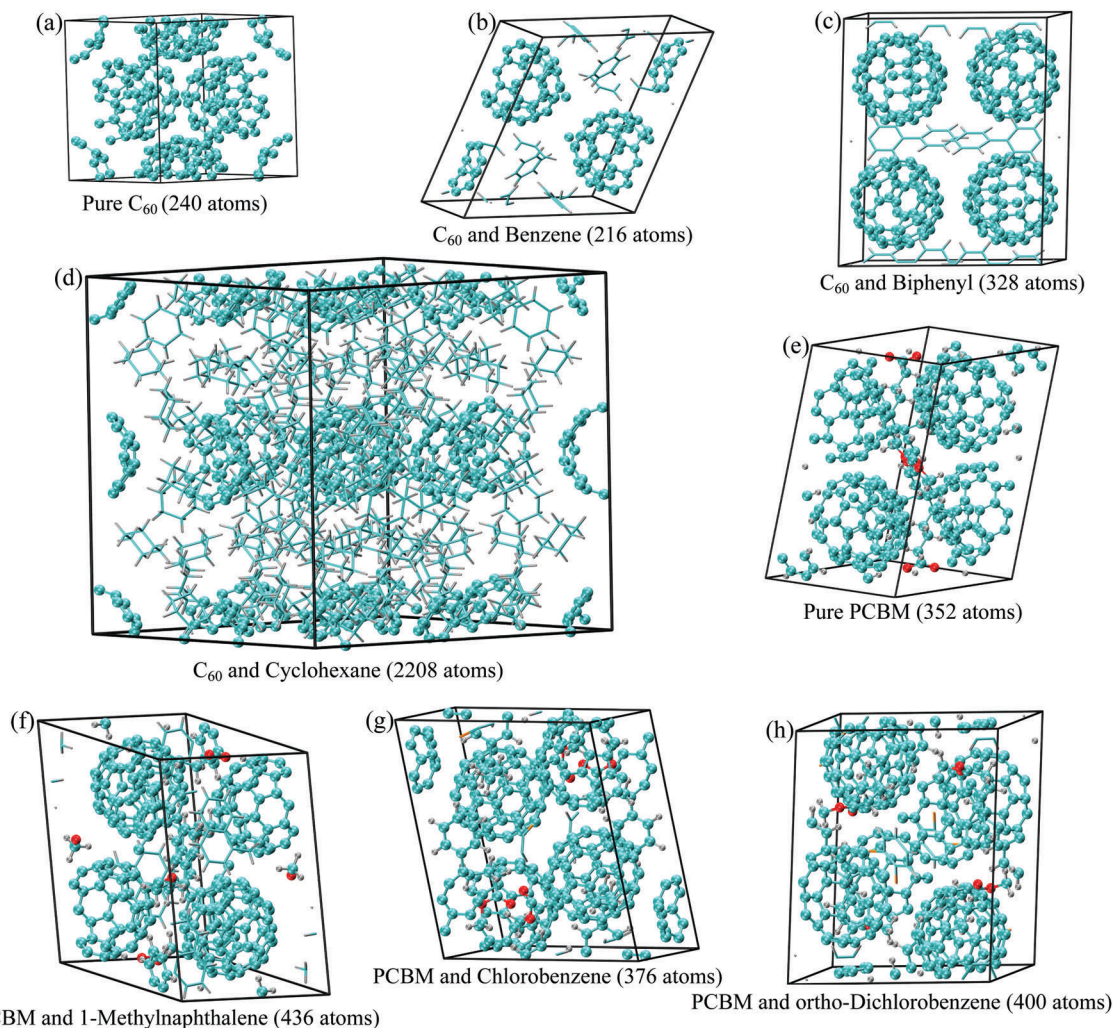 (a)
Pure C₆₀ (240 atoms)
(b)
C₆₀ and Benzene (216 atoms)
(c)
C₆₀ and Biphenyl (328 atoms)
(d)
C₆₀ and Cyclohexane (2208 atoms)
(e)
Pure PCBM (352 atoms)
(f)
CBM and 1-Methylnaphthalene (436 atoms)
(g)
PCBM and Chlorobenzene (376 atoms)
(h)
PCBM and ortho-Dichlorobenzene (400 atoms)